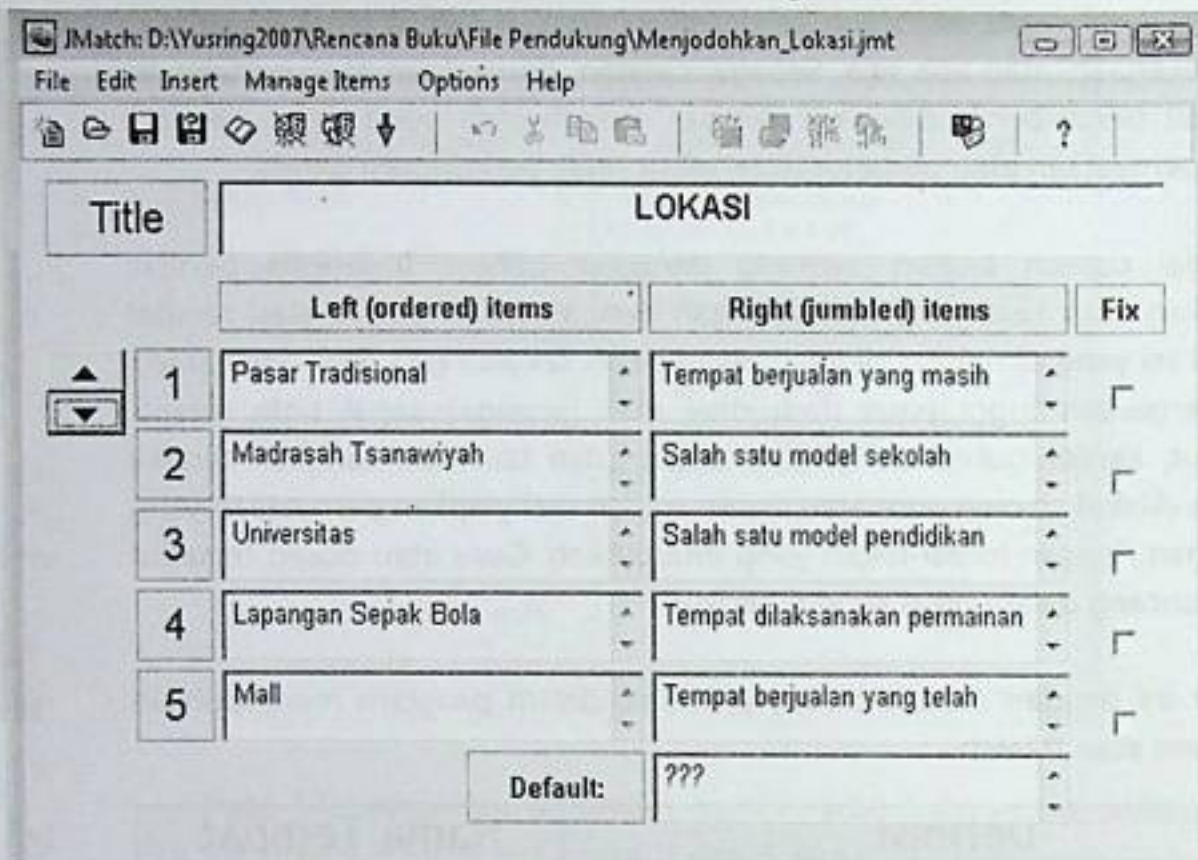 JMatch: D:\Yusring2007\Rencana Buku\File Pendukung\Menjodohkan_Lokasi.jmt
File Edit Insert Manage Items Options Help
?
Title LOKASI
Left (ordered) items Right (jumbled) items Fix
1 Pasar Tradisional Tempat berjualan yang masih
2 Madrasah Tsanawiyah Salah satu model sekolah
3 Universitas Salah satu model pendidikan
4 Lapangan Sepak Bola Tempat dilaksanakan permainan
5 Mall Tempat berjualan yang telah
Default: ???